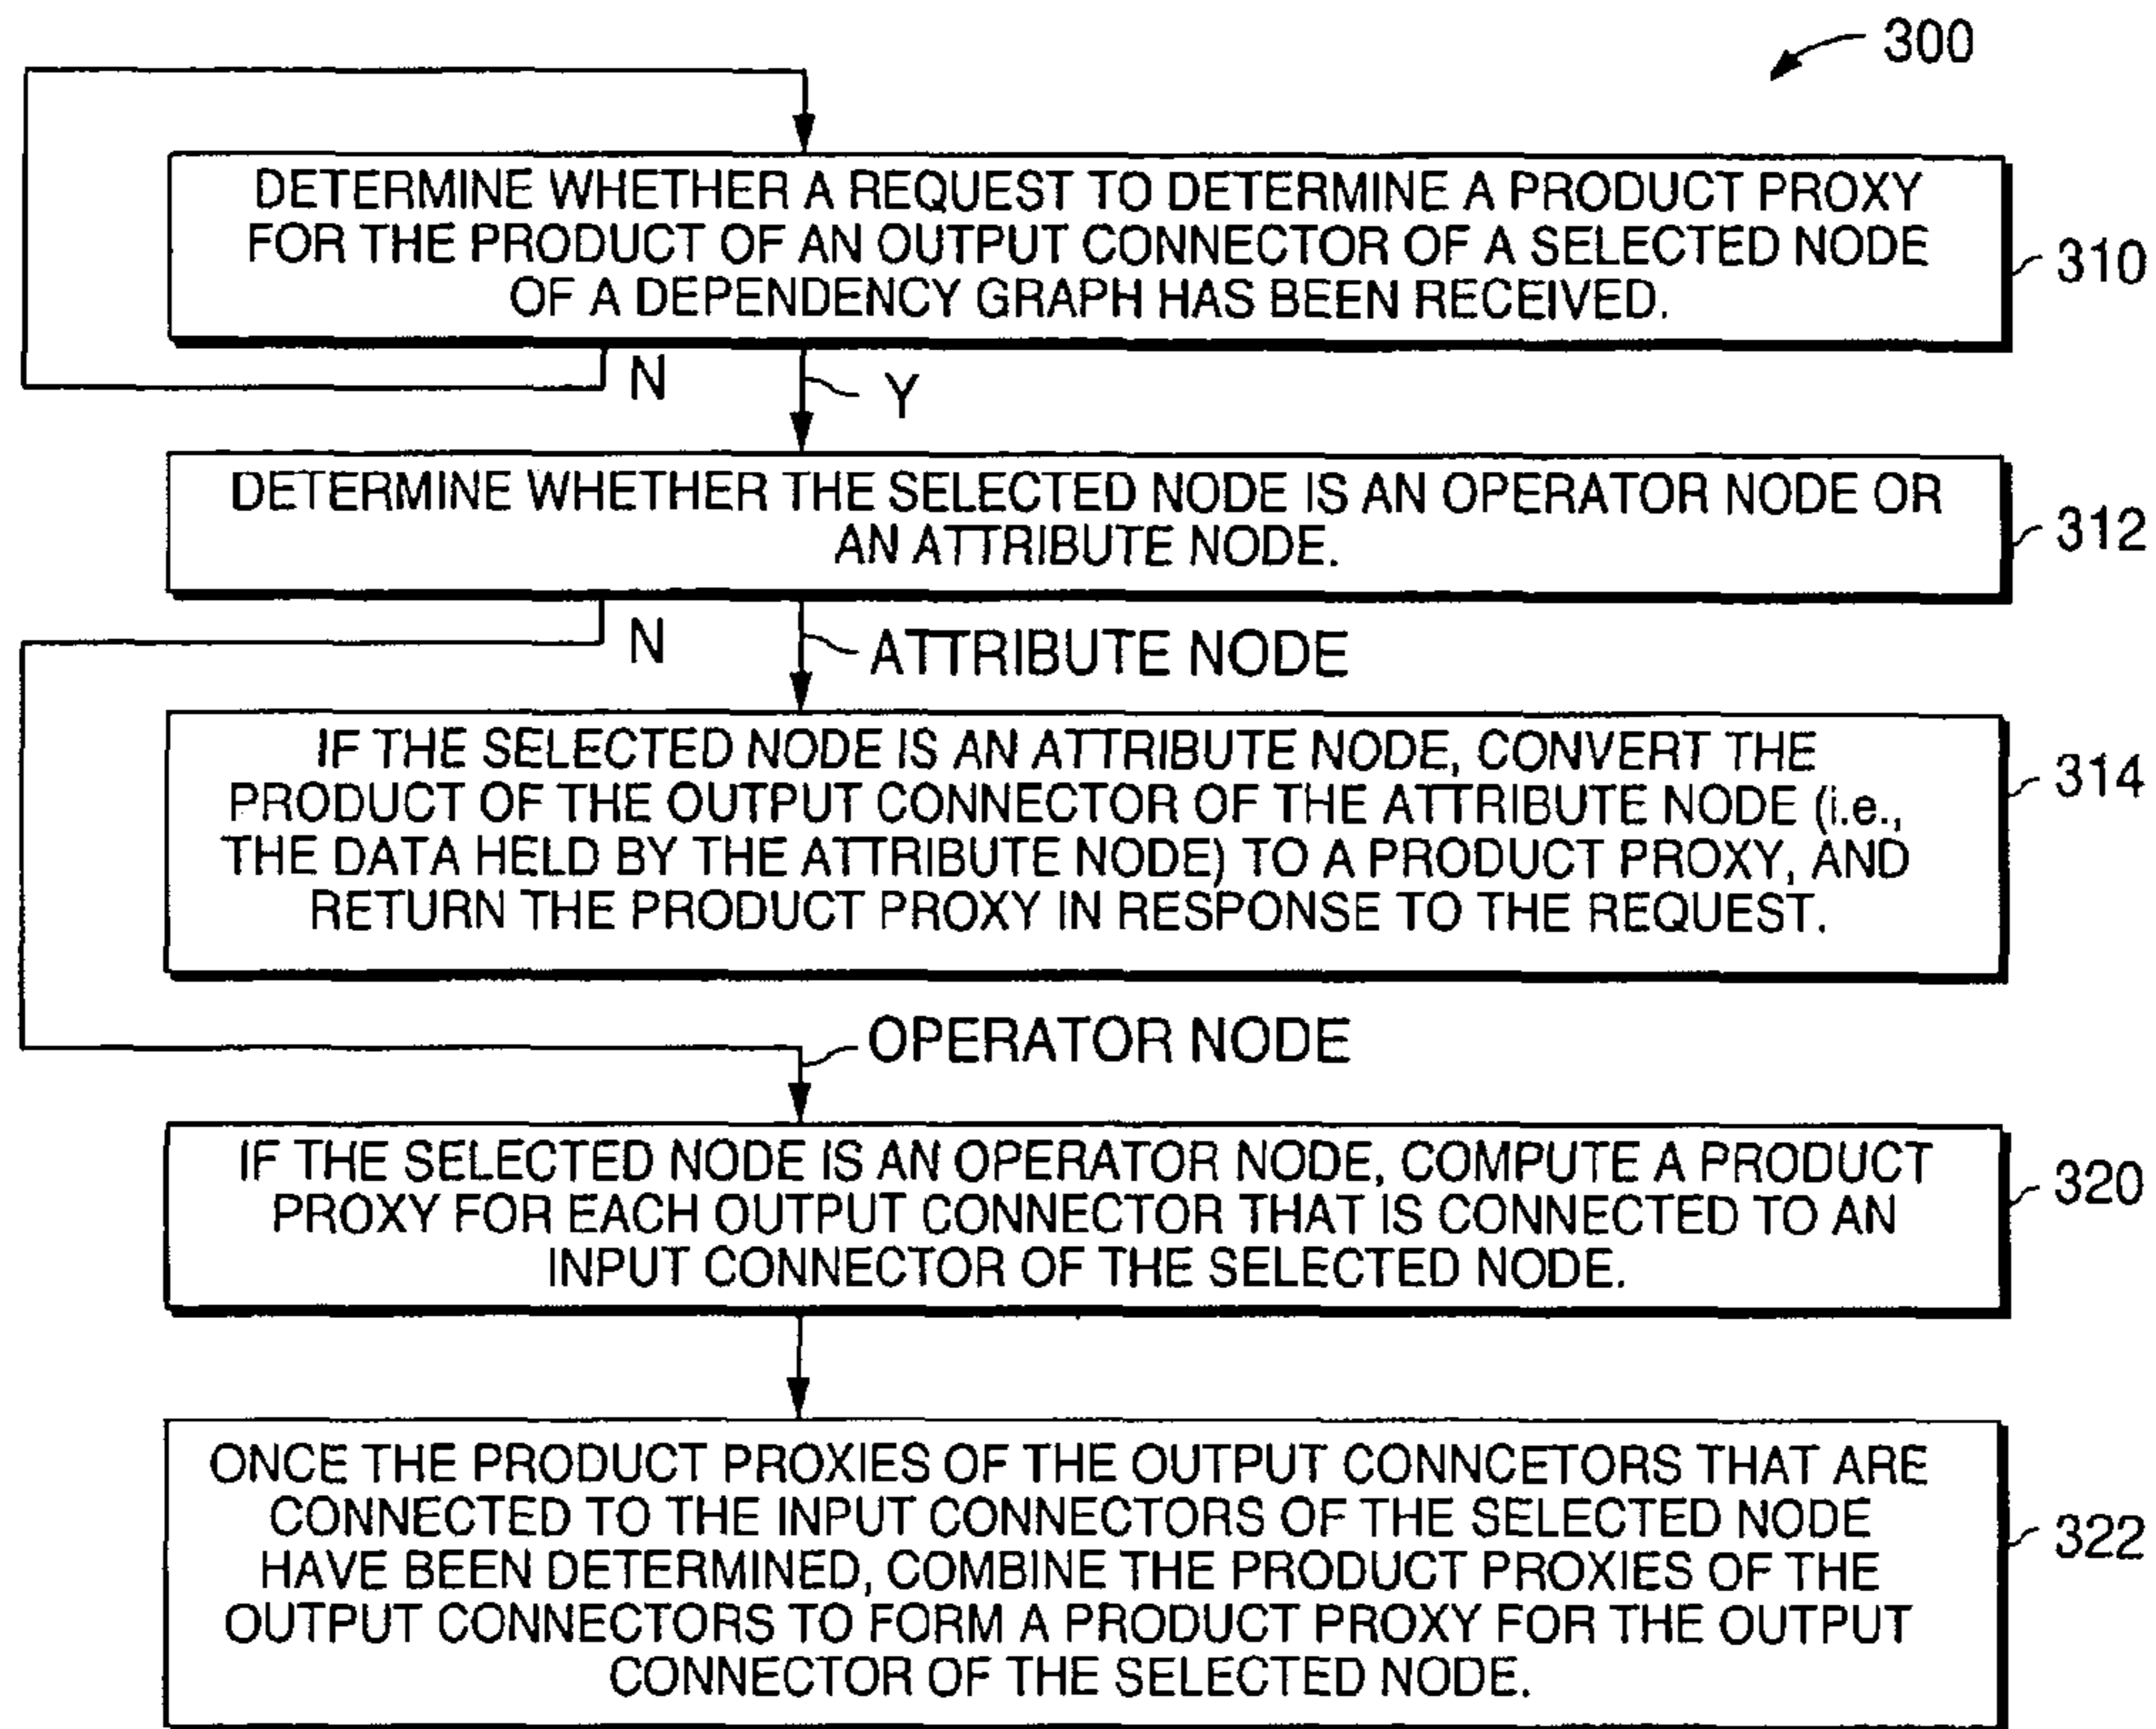 300
DETERMINE WHETHER A REQUEST TO DETERMINE A PRODUCT PROXY
FOR THE PRODUCT OF AN OUTPUT CONNECTOR OF A SELECTED NODE
OF A DEPENDENCY GRAPH HAS BEEN RECEIVED.
310
N
Y
DETERMINE WHETHER THE SELECTED NODE IS AN OPERATOR NODE OR
AN ATTRIBUTE NODE.
312
N
ATTRIBUTE NODE
IF THE SELECTED NODE IS AN ATTRIBUTE NODE, CONVERT THE
PRODUCT OF THE OUTPUT CONNECTOR OF THE ATTRIBUTE NODE (i.e.,
THE DATA HELD BY THE ATTRIBUTE NODE) TO A PRODUCT PROXY, AND
RETURN THE PRODUCT PROXY IN RESPONSE TO THE REQUEST.
314
OPERATOR NODE
IF THE SELECTED NODE IS AN OPERATOR NODE, COMPUTE A PRODUCT
PROXY FOR EACH OUTPUT CONNECTOR THAT IS CONNECTED TO AN
INPUT CONNECTOR OF THE SELECTED NODE.
320
ONCE THE PRODUCT PROXIES OF THE OUTPUT CONNCETORS THAT ARE
CONNECTED TO THE INPUT CONNECTORS OF THE SELECTED NODE
HAVE BEEN DETERMINED, COMBINE THE PRODUCT PROXIES OF THE
OUTPUT CONNECTORS TO FORM A PRODUCT PROXY FOR THE OUTPUT
CONNECTOR OF THE SELECTED NODE.
322